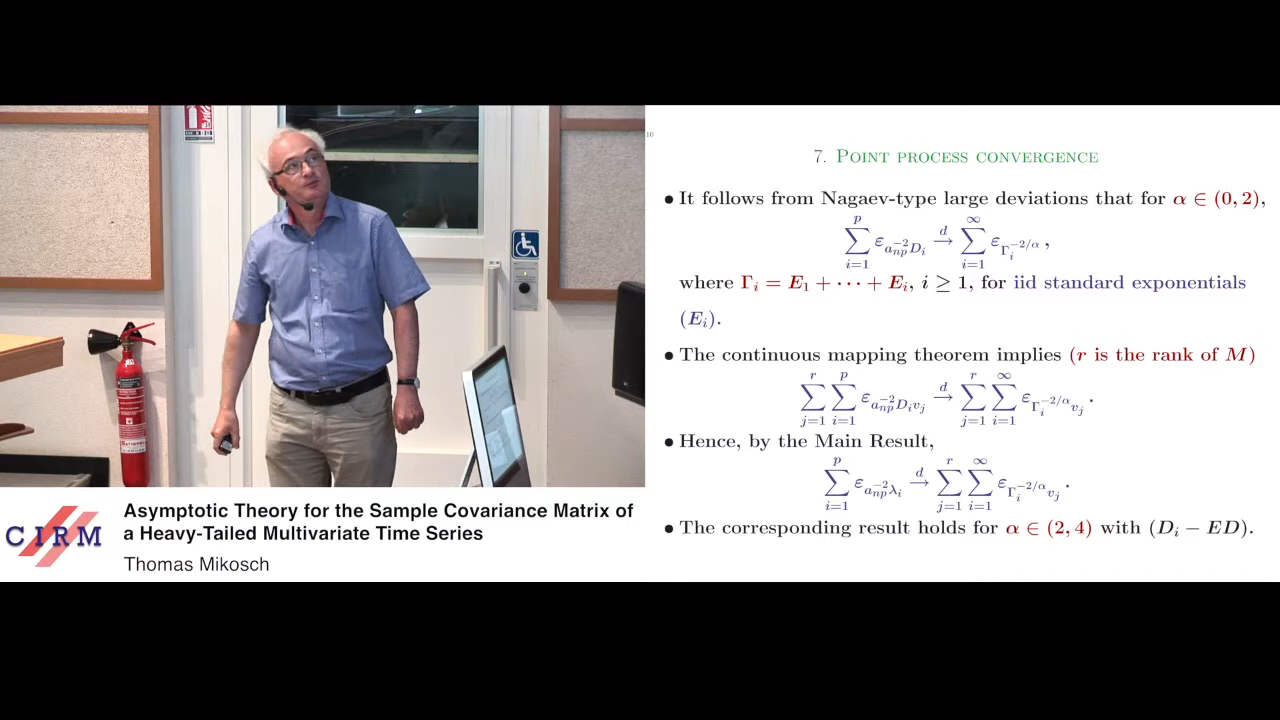 10
7. Point process convergence
• It follows from Nagaev-type large deviations that for α ∈ (0, 2),
∑_{i=1}^{p} ε_{a_{np}^{-2} D_i} →^d ∑_{i=1}^{∞} ε_{Γ_i^{-2/α}} ,
where Γ_i = E_1 + ··· + E_i, i ≥ 1, for iid standard exponentials
(E_i).
• The continuous mapping theorem implies (r is the rank of M)
∑_{j=1}^{r} ∑_{i=1}^{p} ε_{a_{np}^{-2} D_i v_j} →^d ∑_{j=1}^{r} ∑_{i=1}^{∞} ε_{Γ_i^{-2/α} v_j} .
• Hence, by the Main Result,
∑_{i=1}^{p} ε_{a_{np}^{-2} λ_i} →^d ∑_{j=1}^{r} ∑_{i=1}^{∞} ε_{Γ_i^{-2/α} v_j} .
• The corresponding result holds for α ∈ (2, 4) with (D_i − ED).
CIRM
Asymptotic Theory for the Sample Covariance Matrix of
a Heavy-Tailed Multivariate Time Series
Thomas Mikosch